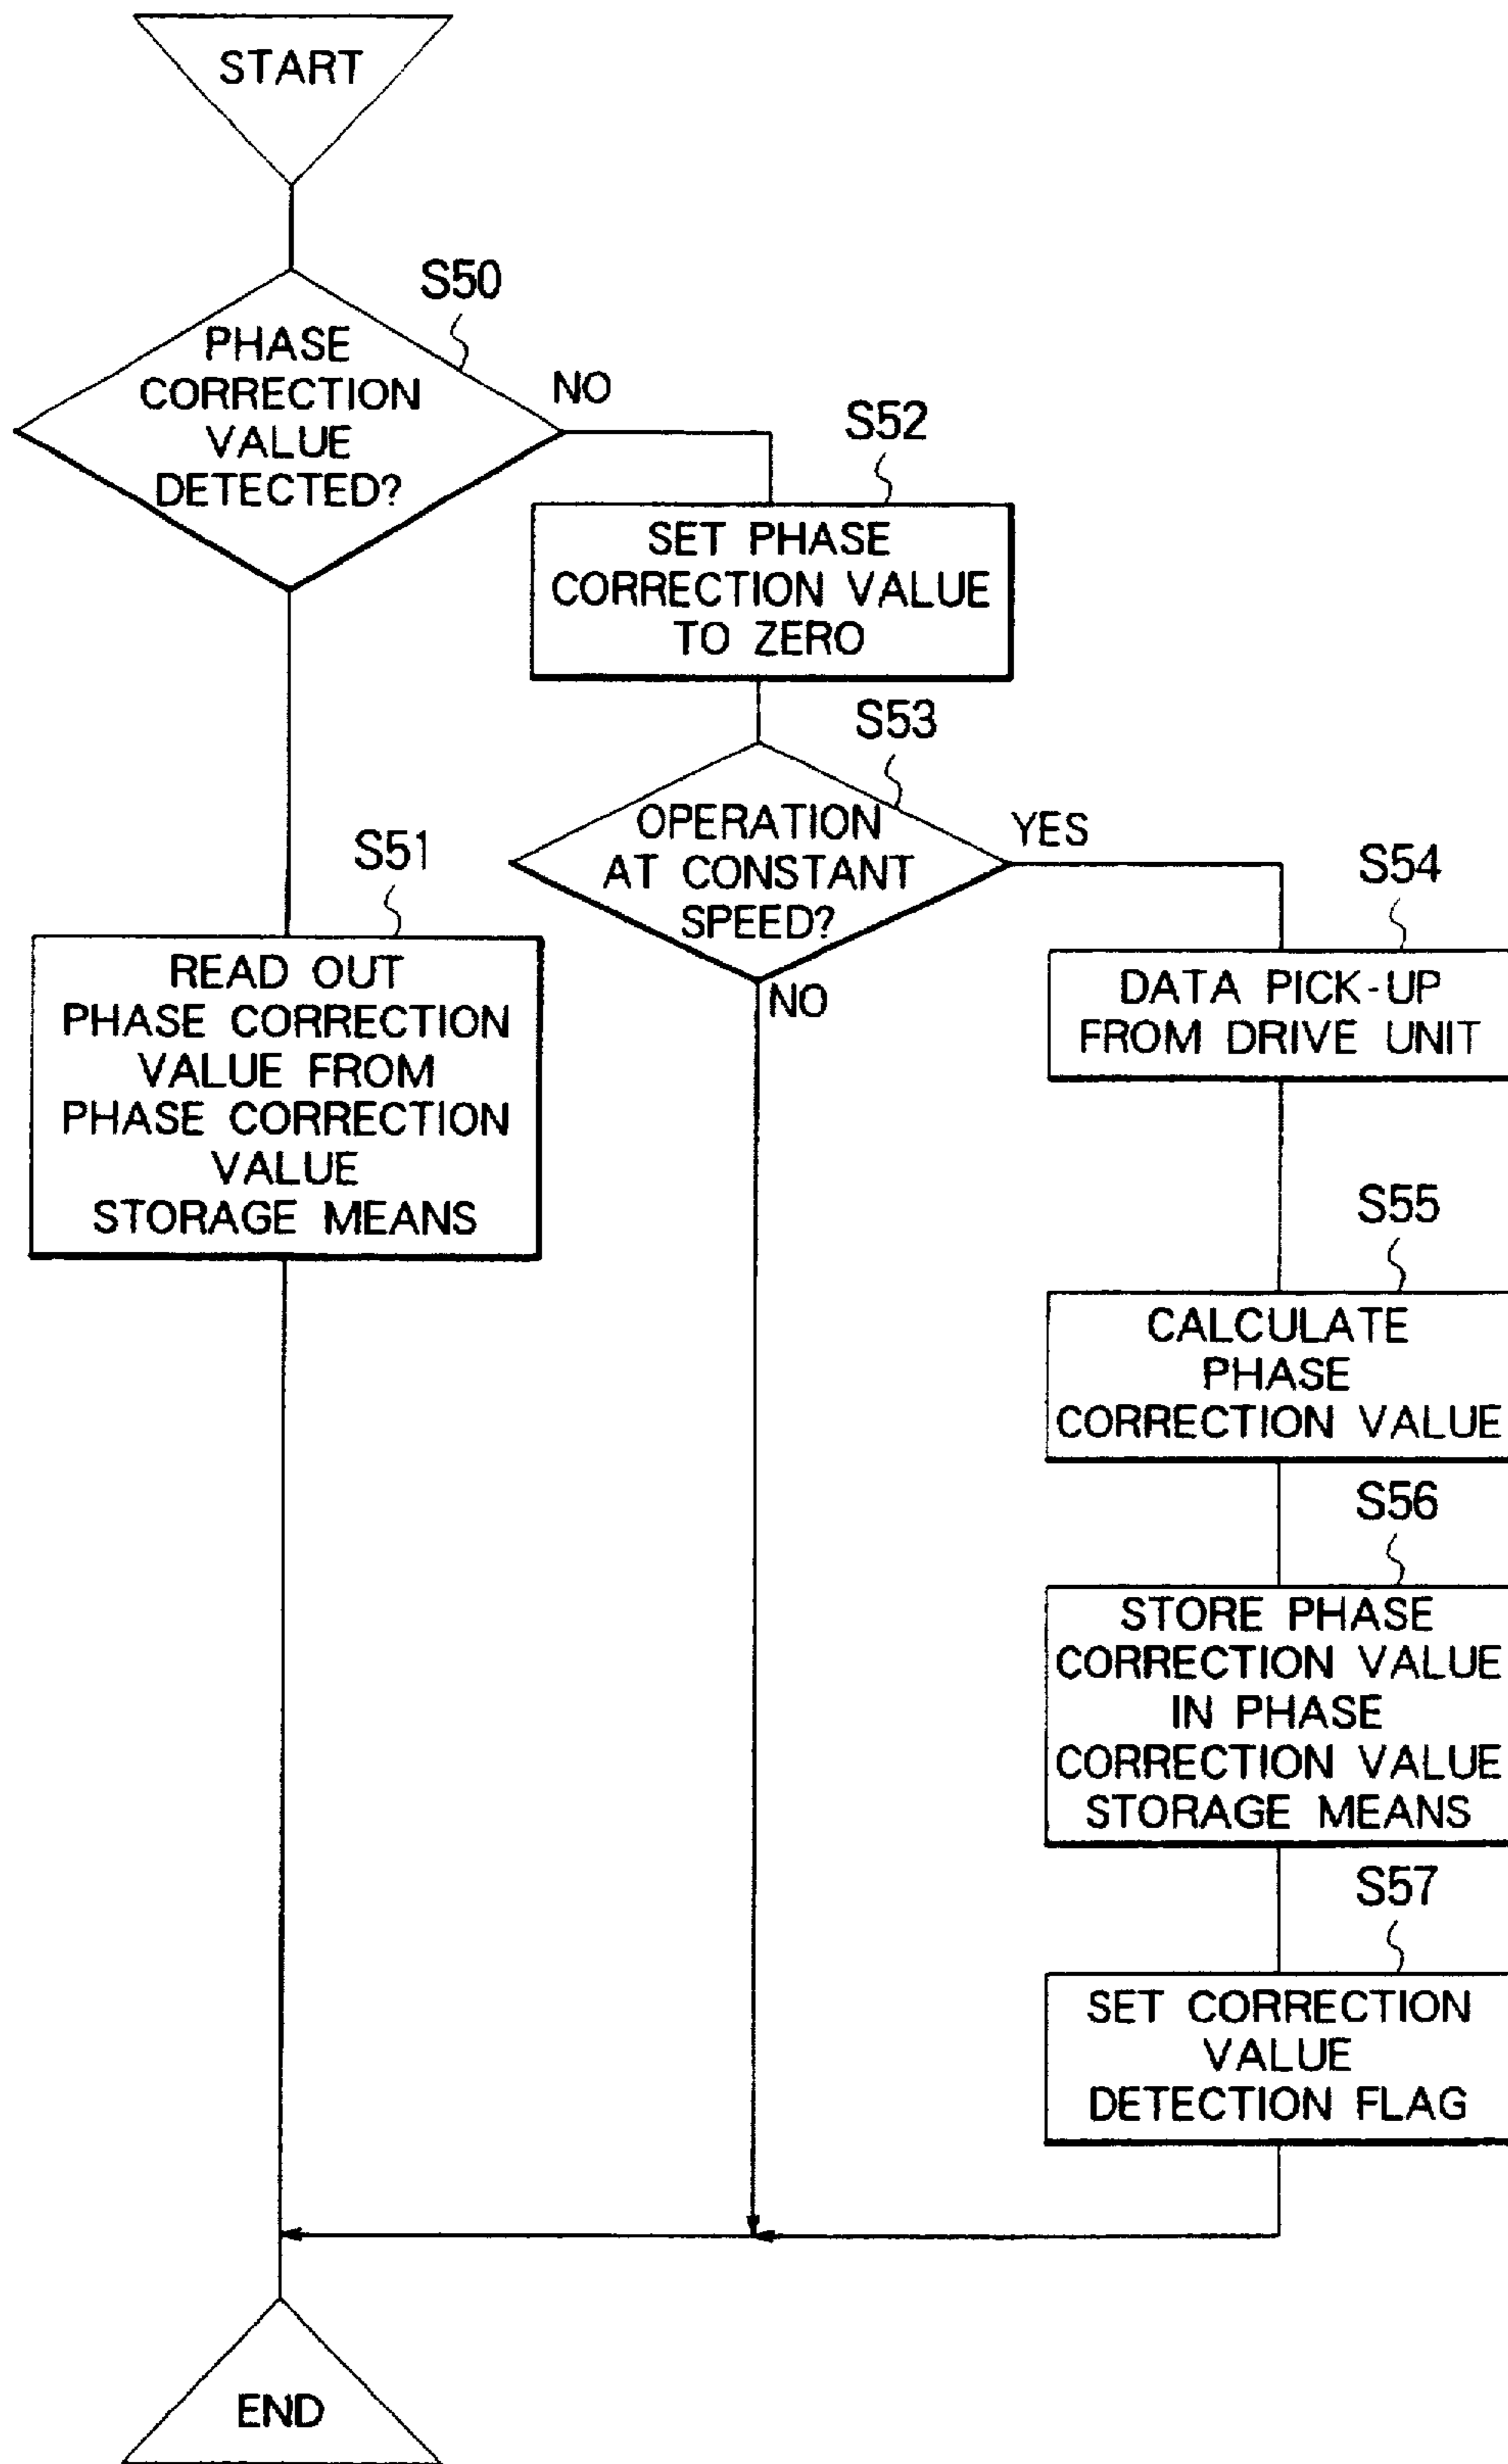 START
S50
PHASE
CORRECTION
VALUE
DETECTED?
NO
S52
SET PHASE
CORRECTION VALUE
TO ZERO
S53
OPERATION
AT CONSTANT
SPEED?
YES
NO
S51
READ OUT
PHASE CORRECTION
VALUE FROM
PHASE CORRECTION
VALUE
STORAGE MEANS
S54
DATA PICK-UP
FROM DRIVE UNIT
S55
CALCULATE
PHASE
CORRECTION VALUE
S56
STORE PHASE
CORRECTION VALUE
IN PHASE
CORRECTION VALUE
STORAGE MEANS
S57
SET CORRECTION
VALUE
DETECTION FLAG
END